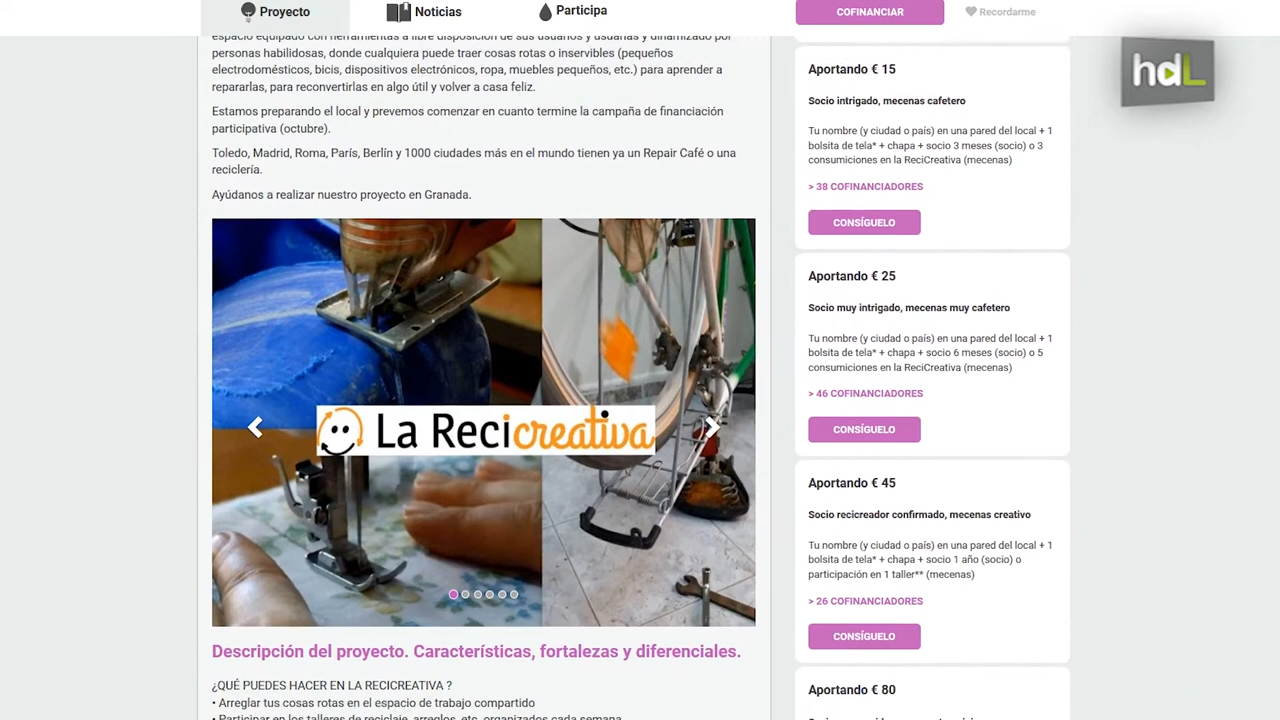 Proyecto
Noticias
Participa
COFINANCIAR
Recordarme
espacio equipado con herramientas a libre disposición de sus usuarios y usuarias y dinamizado por
personas habilidosas, donde cualquiera puede traer cosas rotas o inservibles (pequeños
electrodomésticos, bicis, dispositivos electrónicos, ropa, muebles pequeños, etc.) para aprender a
repararlas, para reconvertirlas en algo útil y volver a casa feliz.
Estamos preparando el local y prevemos comenzar en cuanto termine la campaña de financiación
participativa (octubre).
Toledo, Madrid, Roma, París, Berlín y 1000 ciudades más en el mundo tienen ya un Repair Café o una
reciclería.
Ayúdanos a realizar nuestro proyecto en Granada.
La Recicreativa
Descripción del proyecto. Características, fortalezas y diferenciales.
¿QUÉ PUEDES HACER EN LA RECICREATIVA ?
• Arreglar tus cosas rotas en el espacio de trabajo compartido
• Participar en los talleres de reciclaje, arreglos, etc. organizados cada semana
Aportando € 15
Socio intrigado, mecenas cafetero
Tu nombre (y ciudad o país) en una pared del local + 1
bolsita de tela* + chapa + socio 3 meses (socio) o 3
consumiciones en la ReciCreativa (mecenas)
> 38 COFINANCIADORES
CONSÍGUELO
Aportando € 25
Socio muy intrigado, mecenas muy cafetero
Tu nombre (y ciudad o país) en una pared del local + 1
bolsita de tela* + chapa + socio 6 meses (socio) o 5
consumiciones en la ReciCreativa (mecenas)
> 46 COFINANCIADORES
CONSÍGUELO
Aportando € 45
Socio recicreador confirmado, mecenas creativo
Tu nombre (y ciudad o país) en una pared del local + 1
bolsita de tela* + chapa + socio 1 año (socio) o
participación en 1 taller** (mecenas)
> 26 COFINANCIADORES
CONSÍGUELO
Aportando € 80
hdL